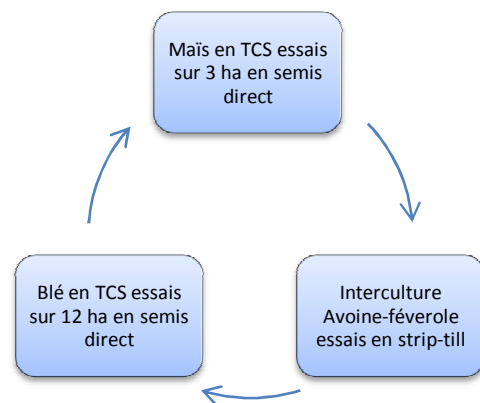 Maïs en TCS essais
sur 3 ha en semis
direct
Blé en TCS essais
sur 12 ha en semis
direct
Interculture
Avoine-féverole
essais en strip-till